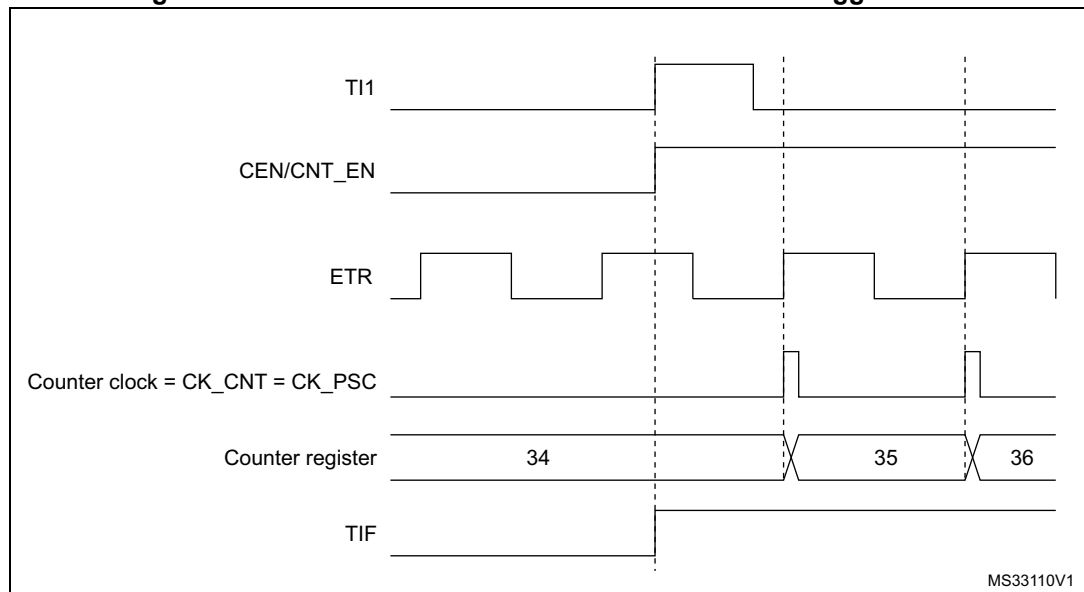 TI1
CEN/CNT_EN
ETR
Counter clock = CK_CNT = CK_PSC
Counter register 34 35 36
TIF
MS33110V1